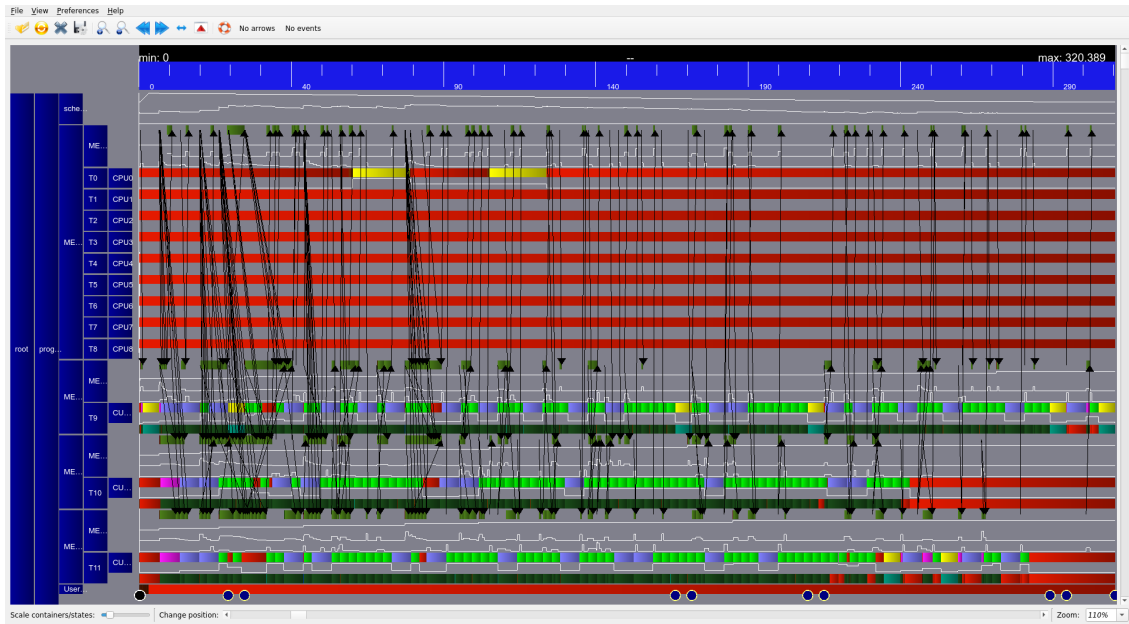 File View Preferences Help
No arrows No events
min: 0 -- max: 320.389
0 40 90 140 190 240 290
sche...
ME...
T0 CPU0
T1 CPU1
T2 CPU2
ME... T3 CPU3
T4 CPU4
T5 CPU5
T6 CPU6
T7 CPU7
root prog... T8 CPU8
ME...
ME...
T9 CU...
ME...
ME...
T10 CU...
ME...
ME...
T11 CU...
User...
Scale containers/states: Change position: Zoom: 110%